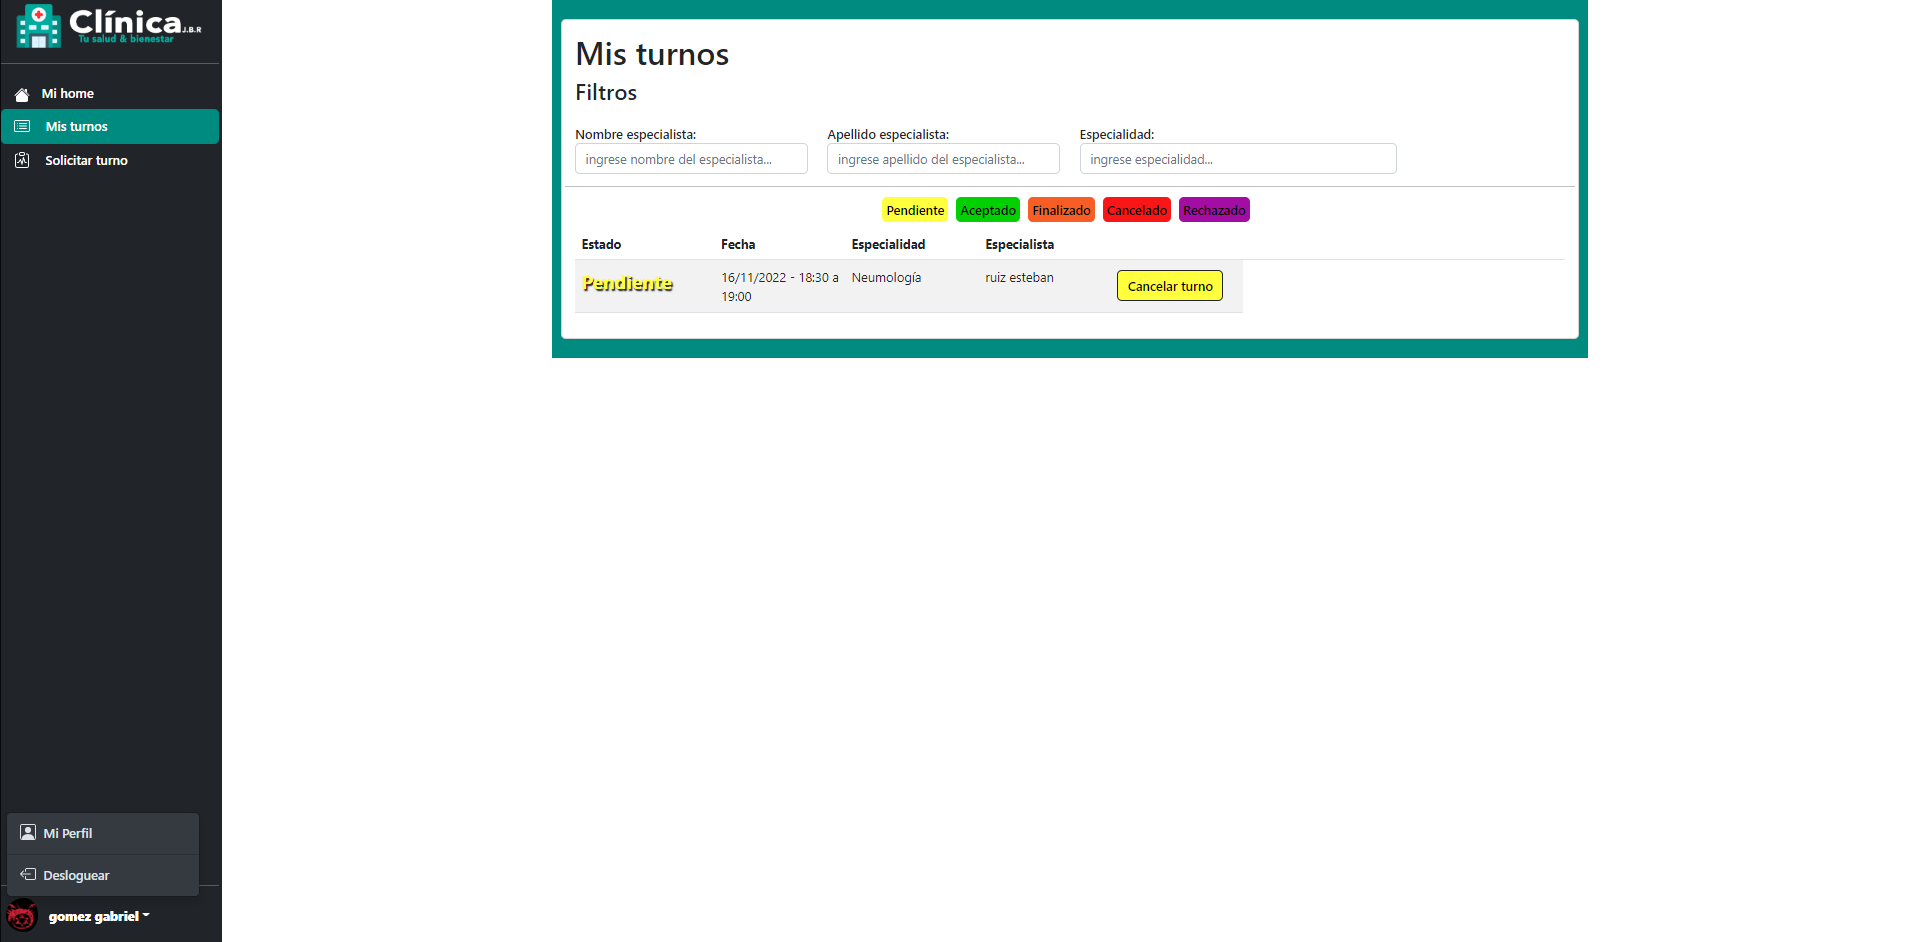 Clínica J.B.R
Tu salud & bienestar
Mi home
Mis turnos
Solicitar turno
Mi Perfil
Desloguear
gomez gabriel
Mis turnos
Filtros
Nombre especialista: Apellido especialista: Especialidad:
ingrese nombre del especialista... ingrese apellido del especialista... ingrese especialidad...
Pendiente Aceptado Finalizado Cancelado Rechazado
Estado Fecha Especialidad Especialista
Pendiente 16/11/2022 - 18:30 a Neumología ruiz esteban Cancelar turno
19:00